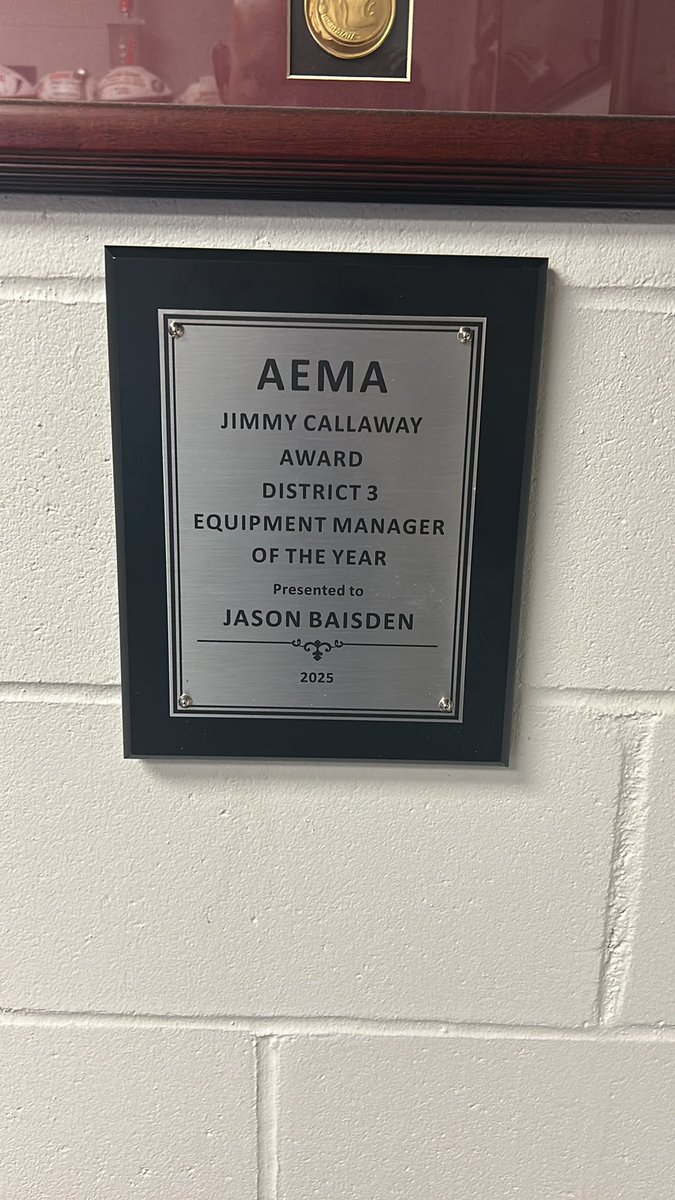 AEMA
JIMMY CALLAWAY
AWARD
DISTRICT 3
EQUIPMENT MANAGER
OF THE YEAR
Presented to
JASON BAISDEN
2025